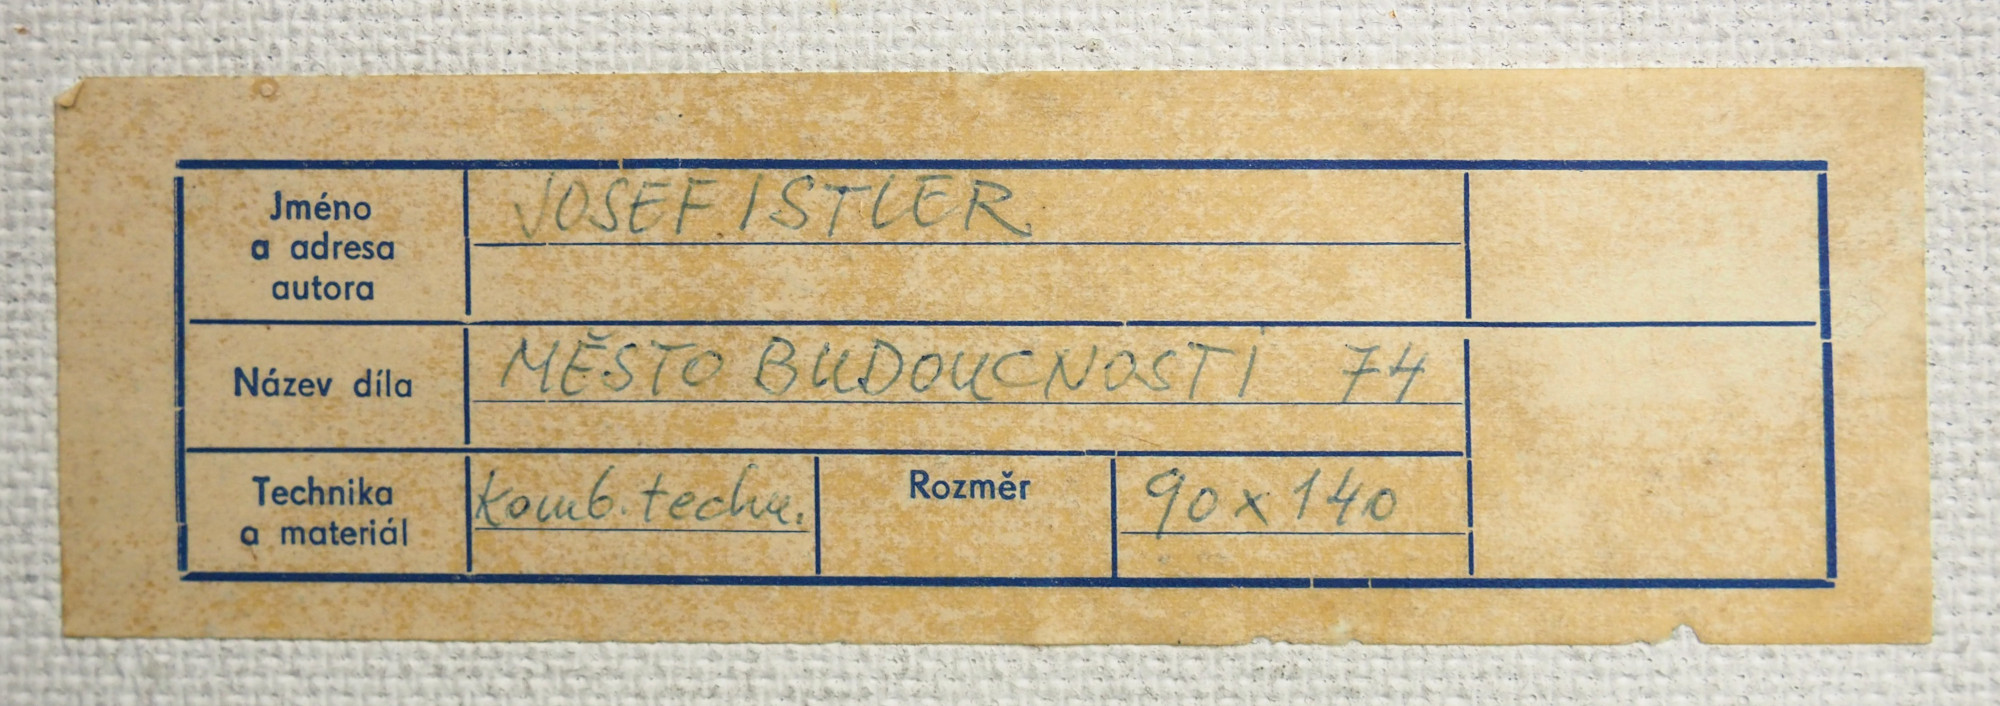 Jméno
a adresa
autora
JOSEF ISTLER
Název díla
MĚSTO BUDOUCNOSTI 74
Technika
a materiál
komb. techn.
Rozměr
90 x 140